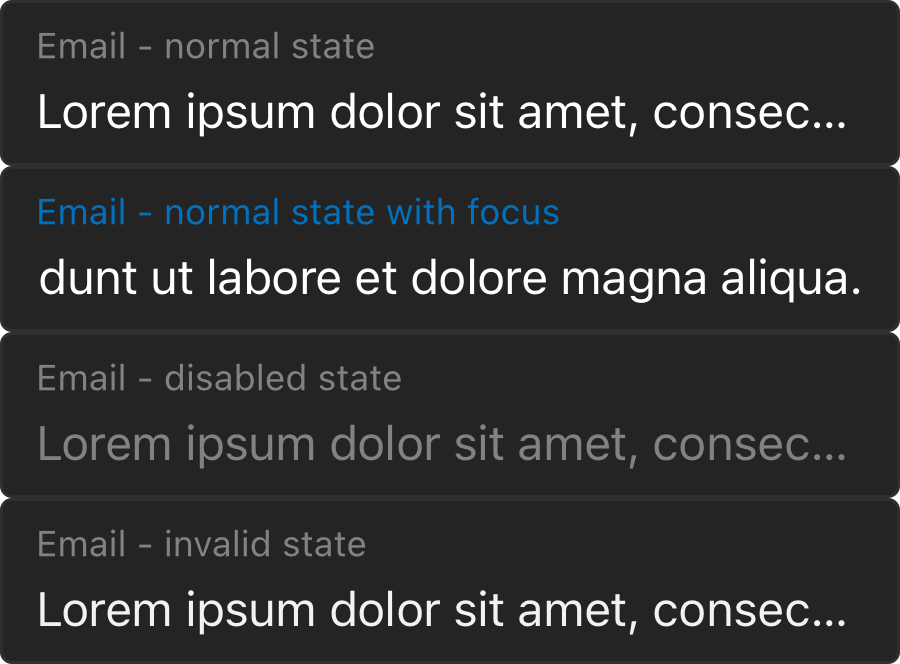 Email - normal state
Lorem ipsum dolor sit amet, consec...
Email - normal state with focus
dunt ut labore et dolore magna aliqua.
Email - disabled state
Lorem ipsum dolor sit amet, consec...
Email - invalid state
Lorem ipsum dolor sit amet, consec...